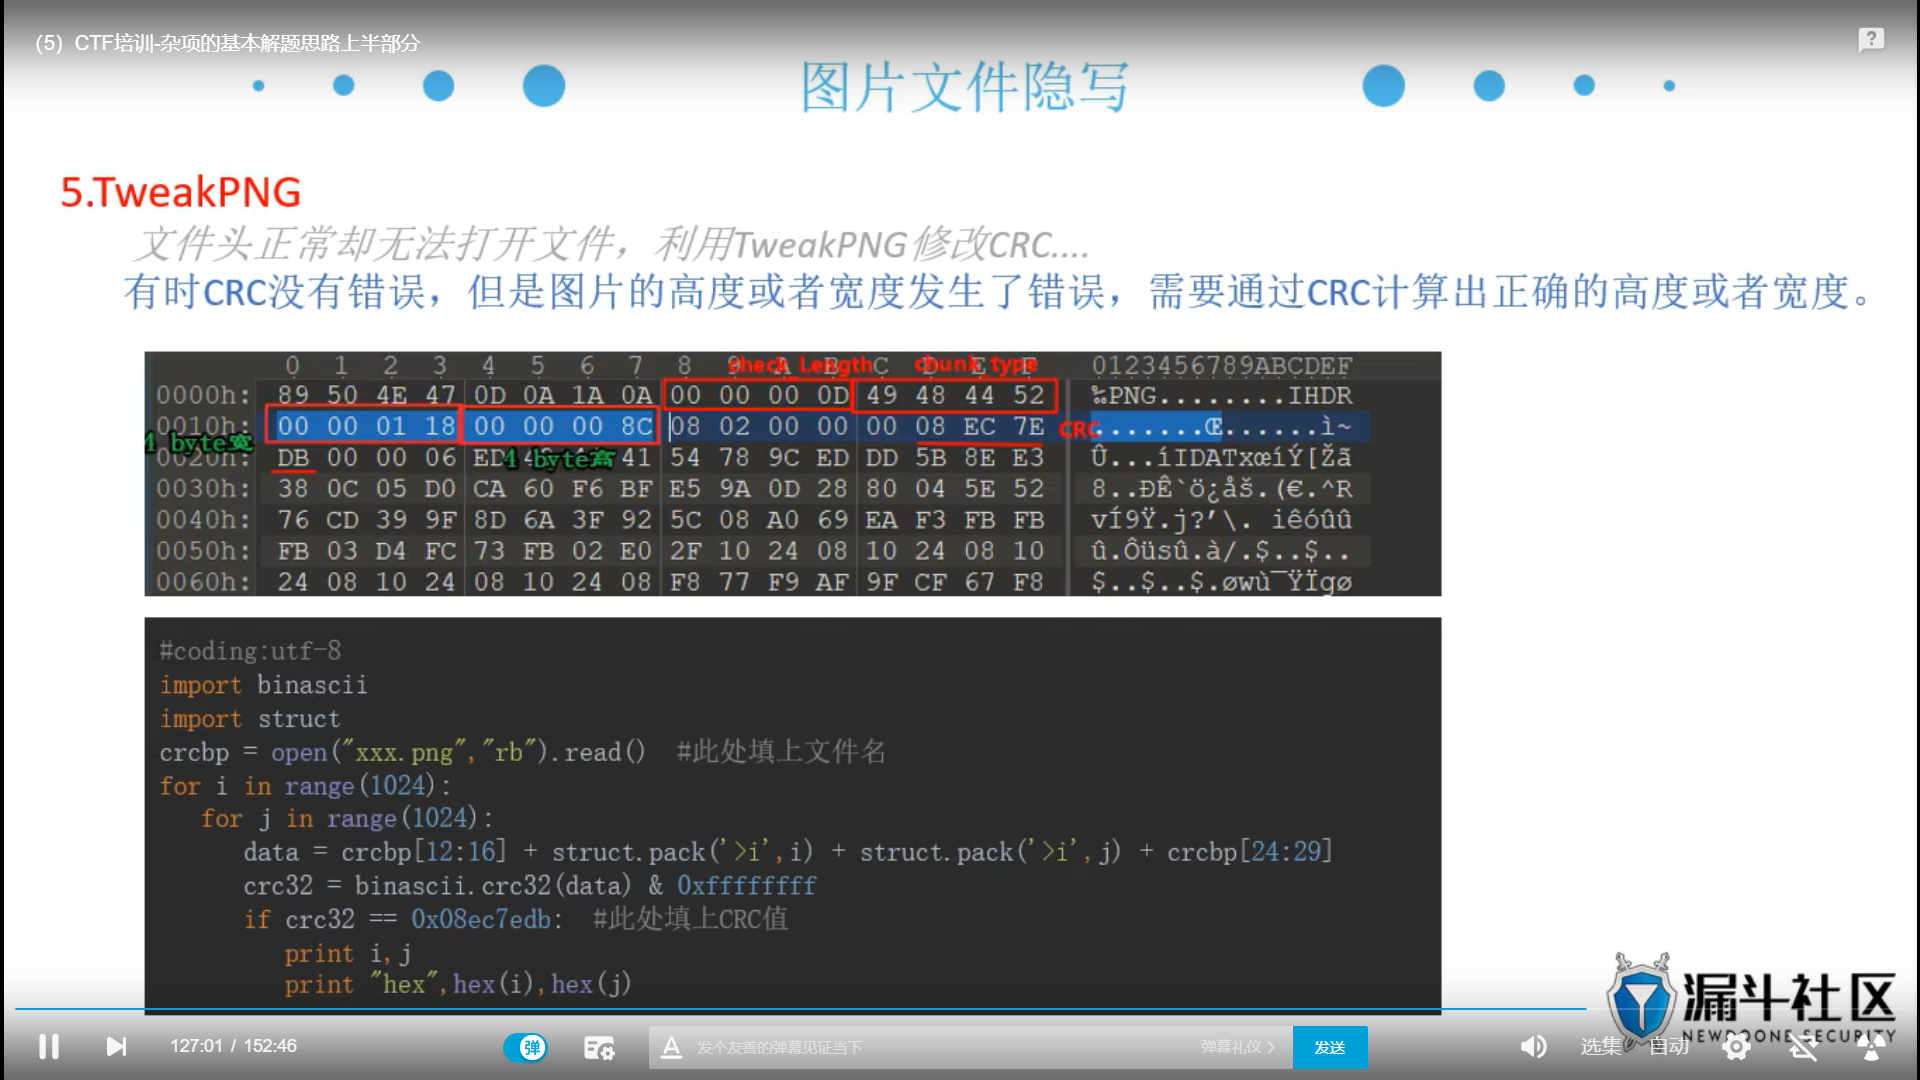 (5) CTF培训-杂项的基本解题思路上半部分
图片文件隐写
5.TweakPNG
文件头正常却无法打开文件，利用TweakPNG修改CRC....
有时CRC没有错误，但是图片的高度或者宽度发生了错误，需要通过CRC计算出正确的高度或者宽度。
0 1 2 3 4 5 6 7 8 9 A B C D E F 0123456789ABCDEF
check Length chunk type
0000h: 89 50 4E 47 0D 0A 1A 0A 00 00 00 0D 49 48 44 52 ‰PNG........IHDR
0010h: 00 00 01 18 00 00 00 8C 08 02 00 00 00 08 EC 7E CRC .......Œ......ì~
4 byte宽
0020h: DB 00 00 06 ED 41 54 78 9C ED DD 5B 8E E3 Û...íIDATxœíÝ[Žã
4 byte高
0030h: 38 0C 05 D0 CA 60 F6 BF E5 9A 0D 28 80 04 5E 52 8..ÐÊ`ö¿åš.(€.^R
0040h: 76 CD 39 9F 8D 6A 3F 92 5C 08 A0 69 EA F3 FB FB vÍ9Ÿ.j?’\. iêóûû
0050h: FB 03 D4 FC 73 FB 02 E0 2F 10 24 08 10 24 08 10 û.Ôüsû.à/.$..$..
0060h: 24 08 10 24 08 10 24 08 F8 77 F9 AF 9F CF 67 F8 $..$..$.øwù¯ŸÏgø
#coding:utf-8
import binascii
import struct
crcbp = open("xxx.png","rb").read() #此处填上文件名
for i in range(1024):
for j in range(1024):
data = crcbp[12:16] + struct.pack('>i',i) + struct.pack('>i',j) + crcbp[24:29]
crc32 = binascii.crc32(data) & 0xffffffff
if crc32 == 0x08ec7edb: #此处填上CRC值
print i,j
print "hex",hex(i),hex(j)
漏斗社区
NEWDOONE SECURITY
127:01 / 152:46
弹
发个友善的弹幕见证当下
弹幕礼仪 >
发送
选集
自动